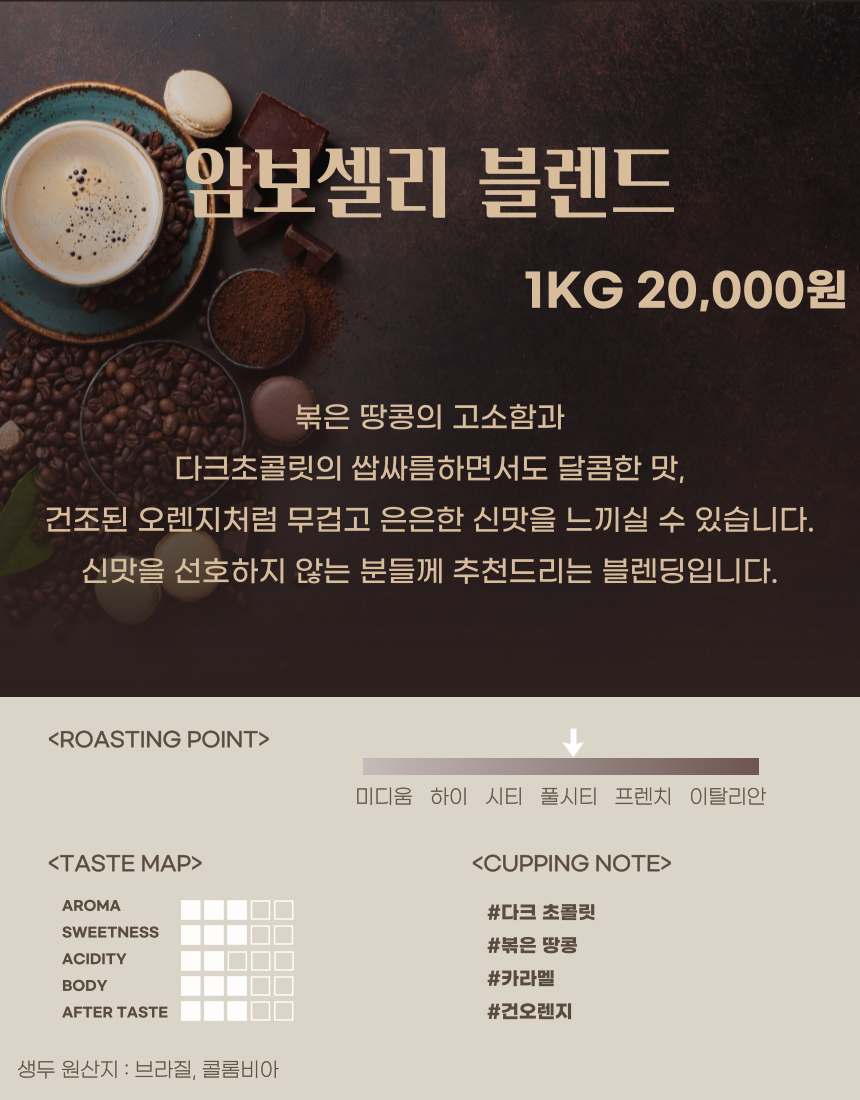 암보셀리 블렌드
1KG 20,000원
볶은 땅콩의 고소함과
다크초콜릿의 쌉싸름하면서도 달콤한 맛,
건조된 오렌지처럼 무겁고 은은한 신맛을 느끼실 수 있습니다.
신맛을 선호하지 않는 분들께 추천드리는 블렌딩입니다.
<ROASTING POINT>
미디움 하이 시티 풀시티 프렌치 이탈리안
<TASTE MAP>
AROMA
SWEETNESS
ACIDITY
BODY
AFTER TASTE
<CUPPING NOTE>
#다크 초콜릿
#볶은 땅콩
#카라멜
#건오렌지
생두 원산지 : 브라질, 콜롬비아